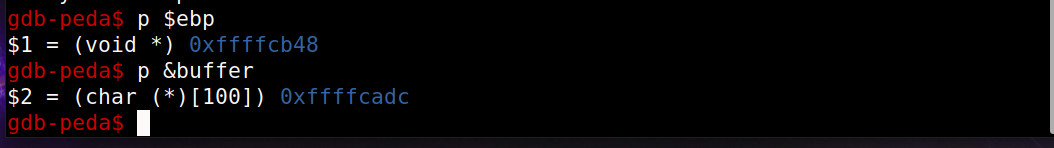 gdb-peda$ p $ebp
$1 = (void *) 0xffffcb48
gdb-peda$ p &buffer
$2 = (char (*)[100]) 0xffffcadc
gdb-peda$